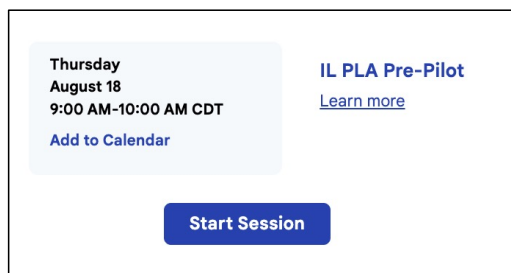 Thursday
August 18
9:00 AM-10:00 AM CDT
Add to Calendar
IL PLA Pre-Pilot
Learn more
Start Session